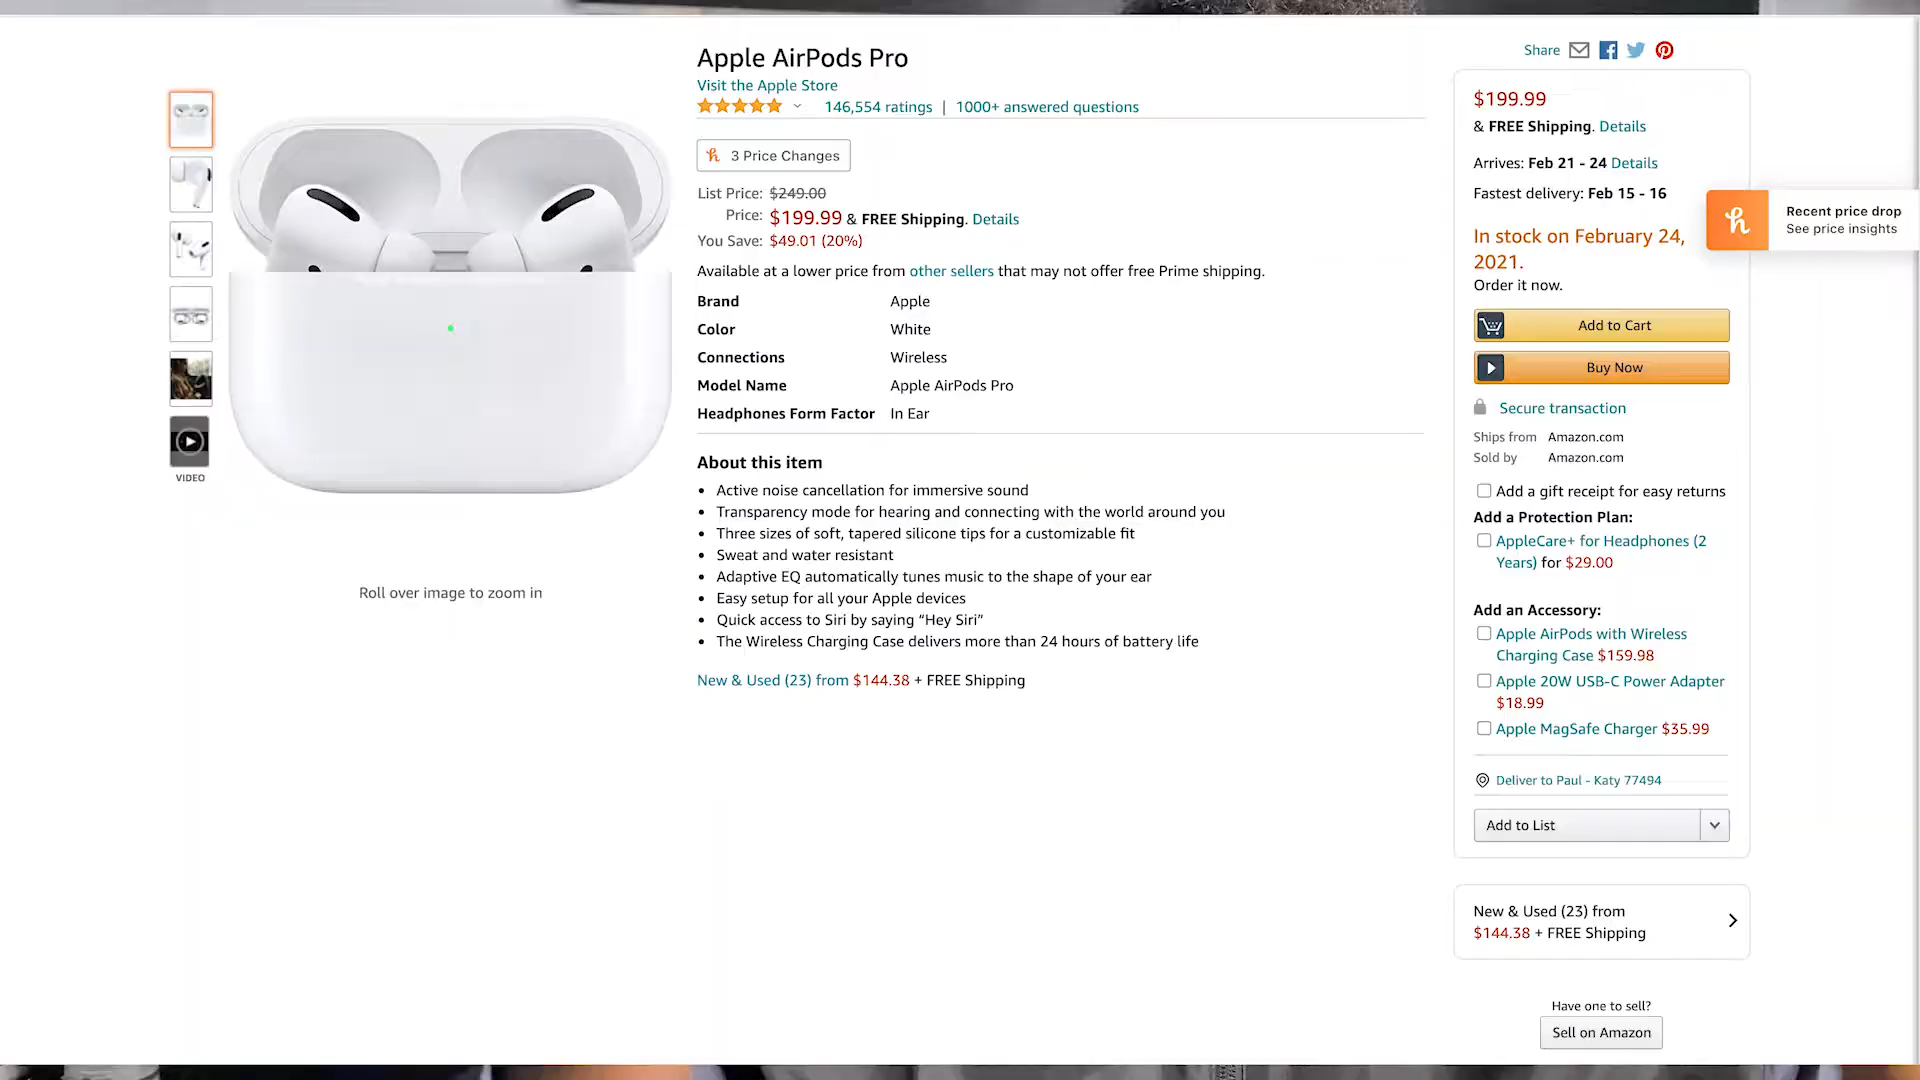 Apple AirPods Pro
Visit the Apple Store
146,554 ratings | 1000+ answered questions
3 Price Changes
List Price: $249.00
Price: $199.99 & FREE Shipping. Details
You Save: $49.01 (20%)
Available at a lower price from other sellers that may not offer free Prime shipping.
Brand Apple
Color White
Connections Wireless
Model Name Apple AirPods Pro
Headphones Form Factor In Ear
About this item
• Active noise cancellation for immersive sound
• Transparency mode for hearing and connecting with the world around you
• Three sizes of soft, tapered silicone tips for a customizable fit
• Sweat and water resistant
• Adaptive EQ automatically tunes music to the shape of your ear
• Easy setup for all your Apple devices
• Quick access to Siri by saying “Hey Siri”
• The Wireless Charging Case delivers more than 24 hours of battery life
New & Used (23) from $144.38 + FREE Shipping
VIDEO
Roll over image to zoom in
Share
$199.99
& FREE Shipping. Details
Arrives: Feb 21 - 24 Details
Fastest delivery: Feb 15 - 16
In stock on February 24,
2021.
Order it now.
Add to Cart
Buy Now
Secure transaction
Ships from Amazon.com
Sold by Amazon.com
Add a gift receipt for easy returns
Add a Protection Plan:
AppleCare+ for Headphones (2
Years) for $29.00
Add an Accessory:
Apple AirPods with Wireless
Charging Case $159.98
Apple 20W USB-C Power Adapter
$18.99
Apple MagSafe Charger $35.99
Deliver to Paul - Katy 77494
Add to List
New & Used (23) from
$144.38 + FREE Shipping
Have one to sell?
Sell on Amazon
Recent price drop
See price insights